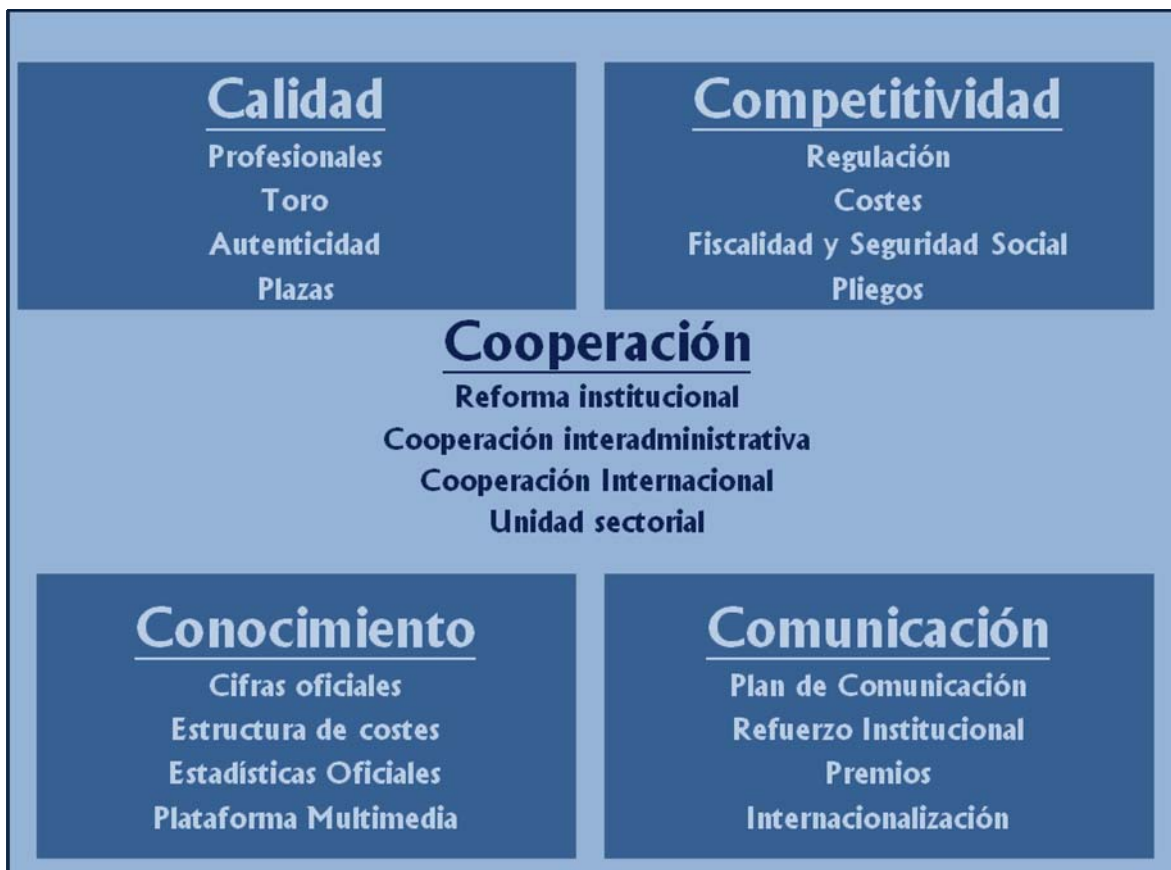 Calidad
Profesionales
Toro
Autenticidad
Plazas
Competitividad
Regulación
Costes
Fiscalidad y Seguridad Social
Pliegos
Cooperación
Reforma institucional
Cooperación interadministrativa
Cooperación Internacional
Unidad sectorial
Conocimiento
Cifras oficiales
Estructura de costes
Estadísticas Oficiales
Plataforma Multimedia
Comunicación
Plan de Comunicación
Refuerzo Institucional
Premios
Internacionalización